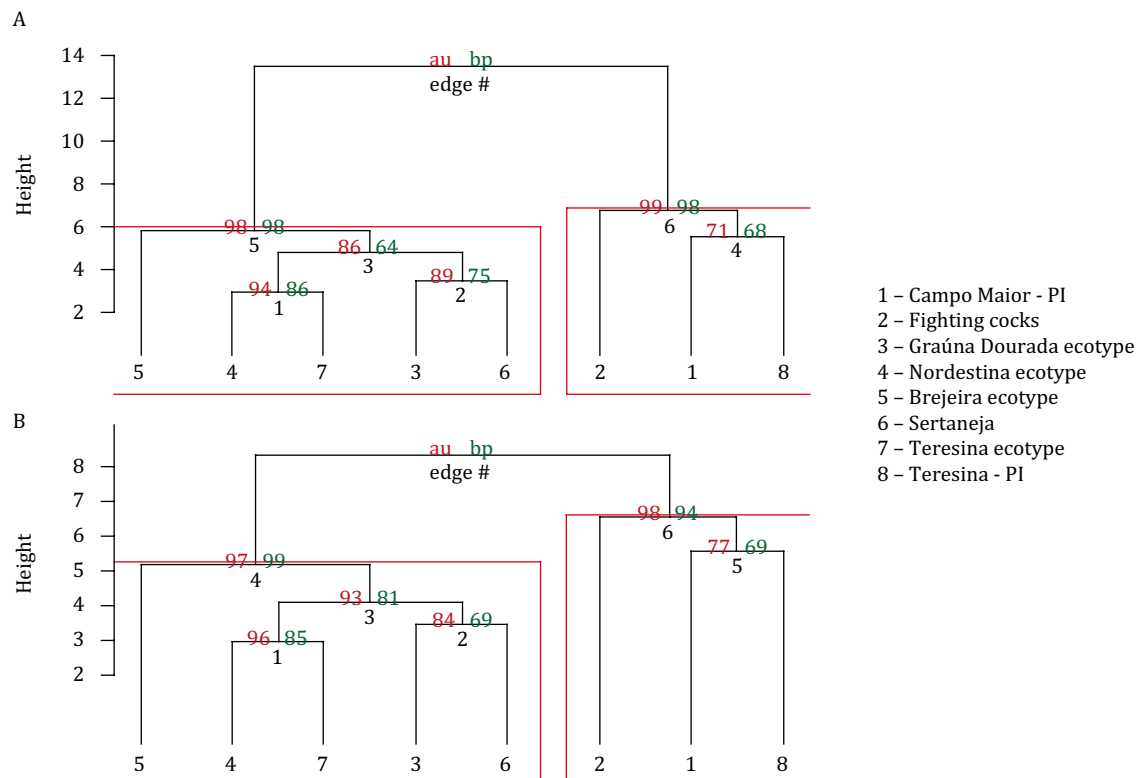 A
14
au bp
edge #
12
10
8
Height
99 98
6
98 98
6
5
71 68
4
86 64
3
4
89 75
2
94 86
1
2
5 4 7 3 6 2 1 8
1 – Campo Maior - PI
2 – Fighting cocks
3 – Graúna Dourada ecotype
4 – Nordestina ecotype
5 – Brejeira ecotype
6 – Sertaneja
7 – Teresina ecotype
8 – Teresina - PI
B
au bp
edge #
8
7
98 94
6
6
77 69
5
Height
97 99
4
5
93 81
3
4
84 69
2
96 85
1
3
2
5 4 7 3 6 2 1 8